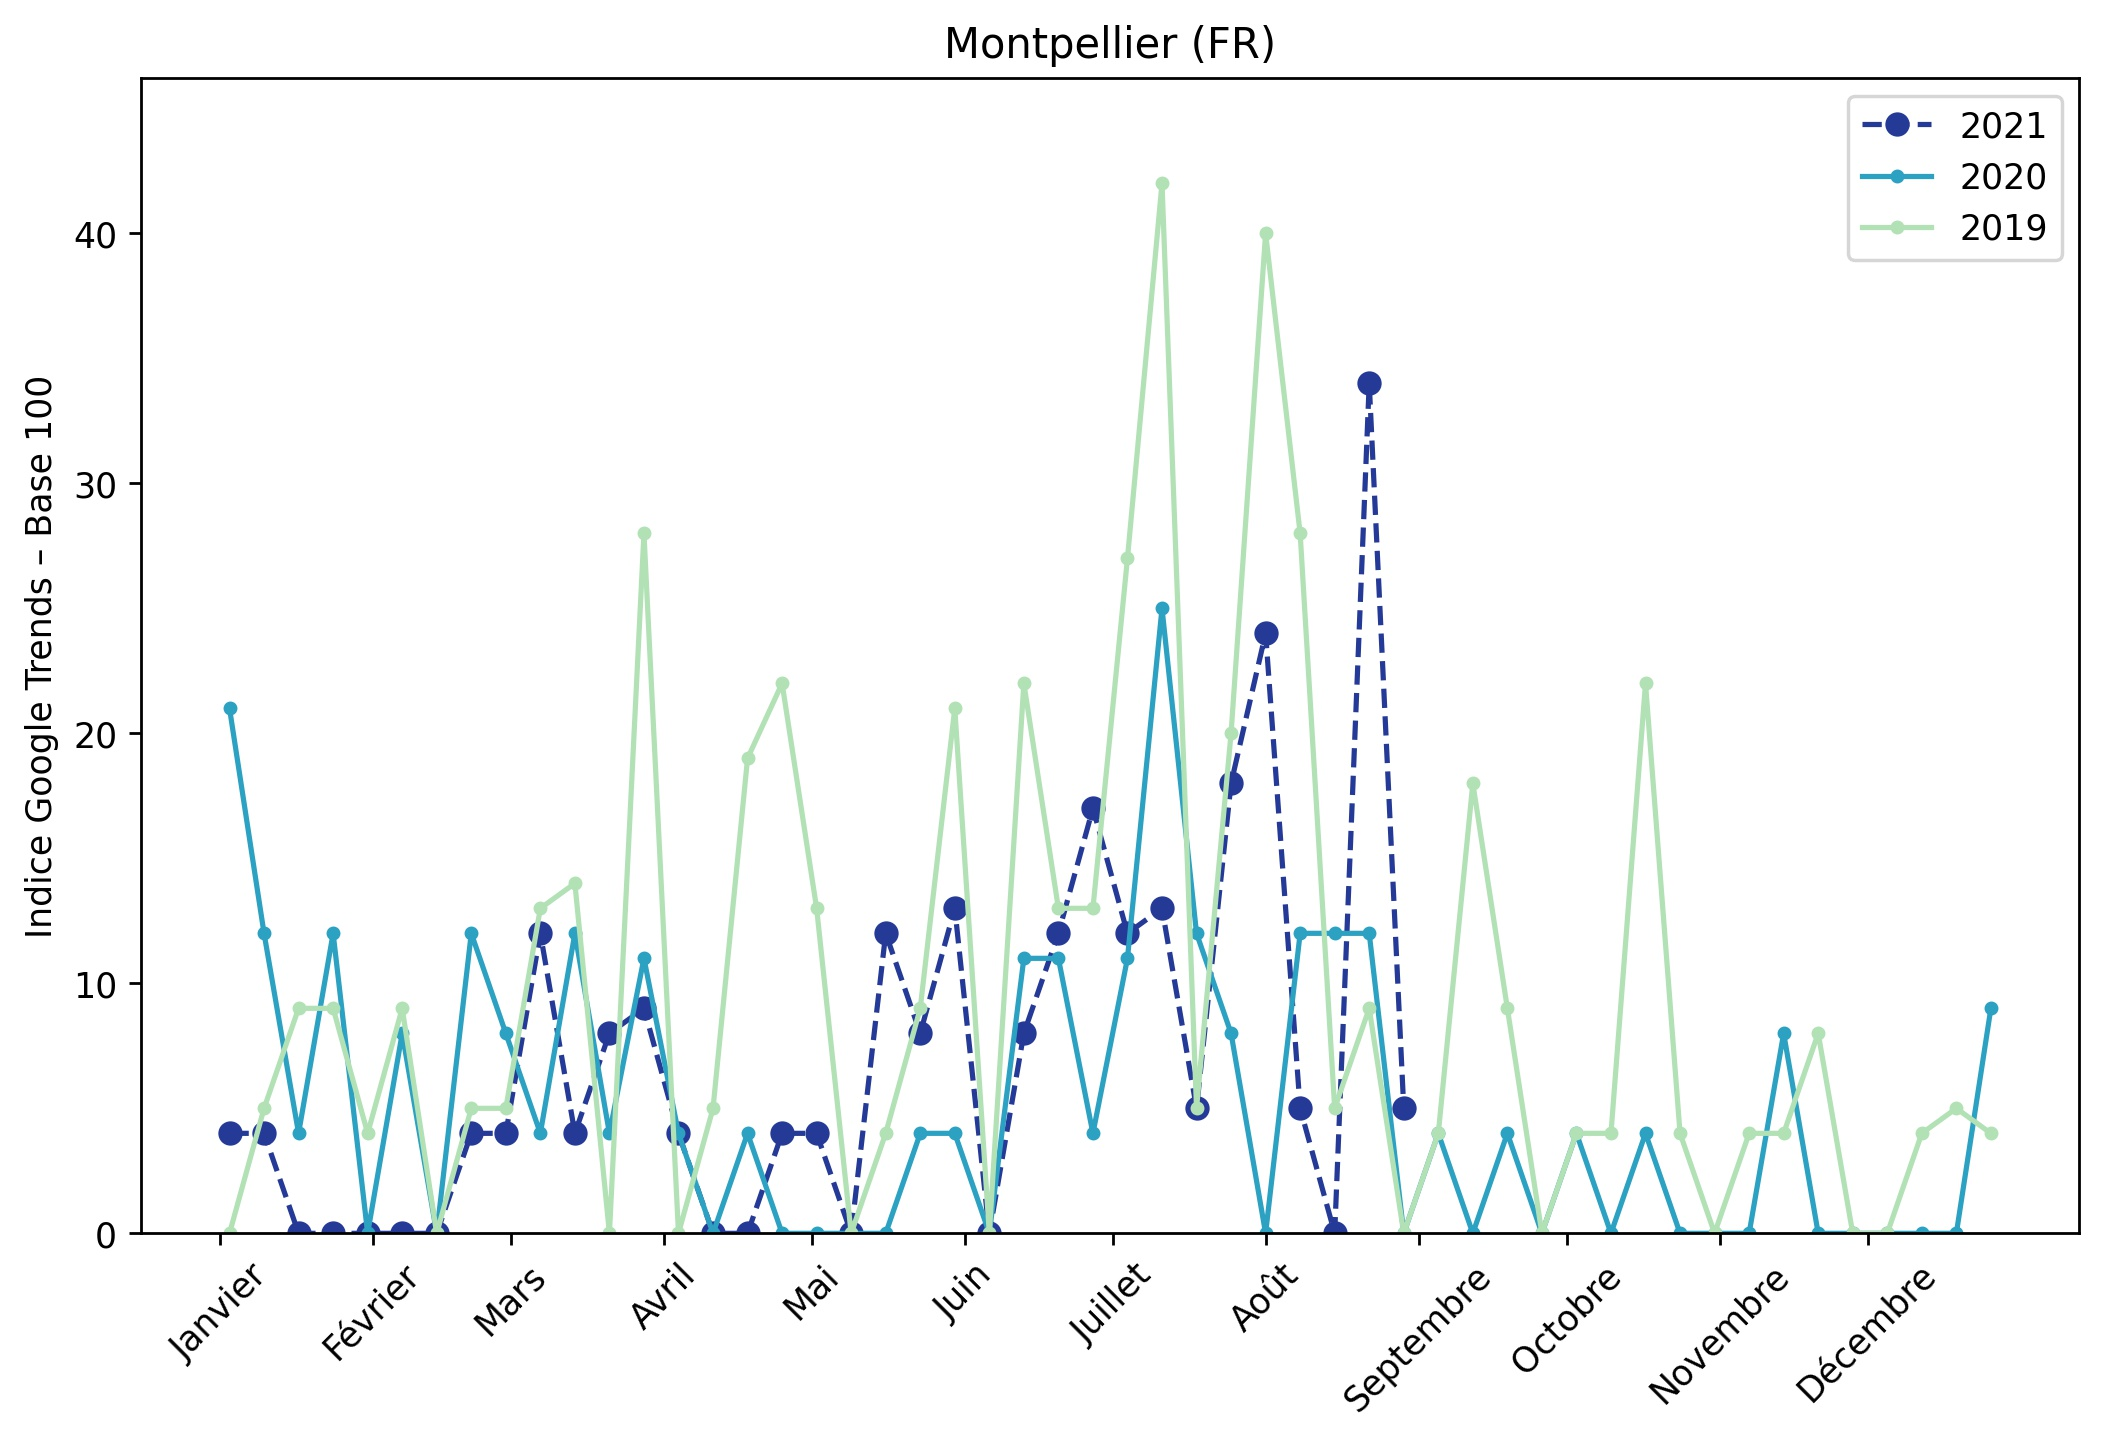 Montpellier (FR)
2021
2020
2019
Indice Google Trends – Base 100
40
30
20
10
0
Janvier
Février
Mars
Avril
Mai
Juin
Juillet
Août
Septembre
Octobre
Novembre
Décembre